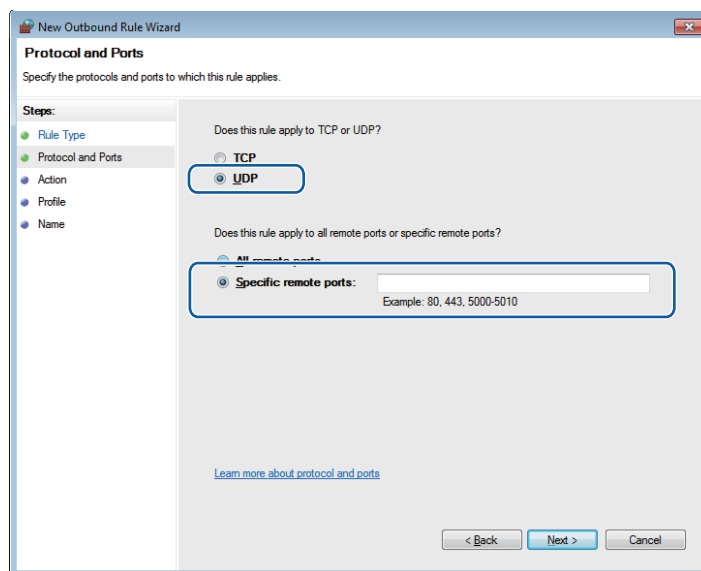 New Outbound Rule Wizard
Protocol and Ports
Specify the protocols and ports to which this rule applies.
Steps:
Rule Type
Protocol and Ports
Action
Profile
Name
Does this rule apply to TCP or UDP?
TCP
UDP
Does this rule apply to all remote ports or specific remote ports?
All remote ports
Specific remote ports:
Example: 80, 443, 5000-5010
Learn more about protocol and ports
< Back Next > Cancel